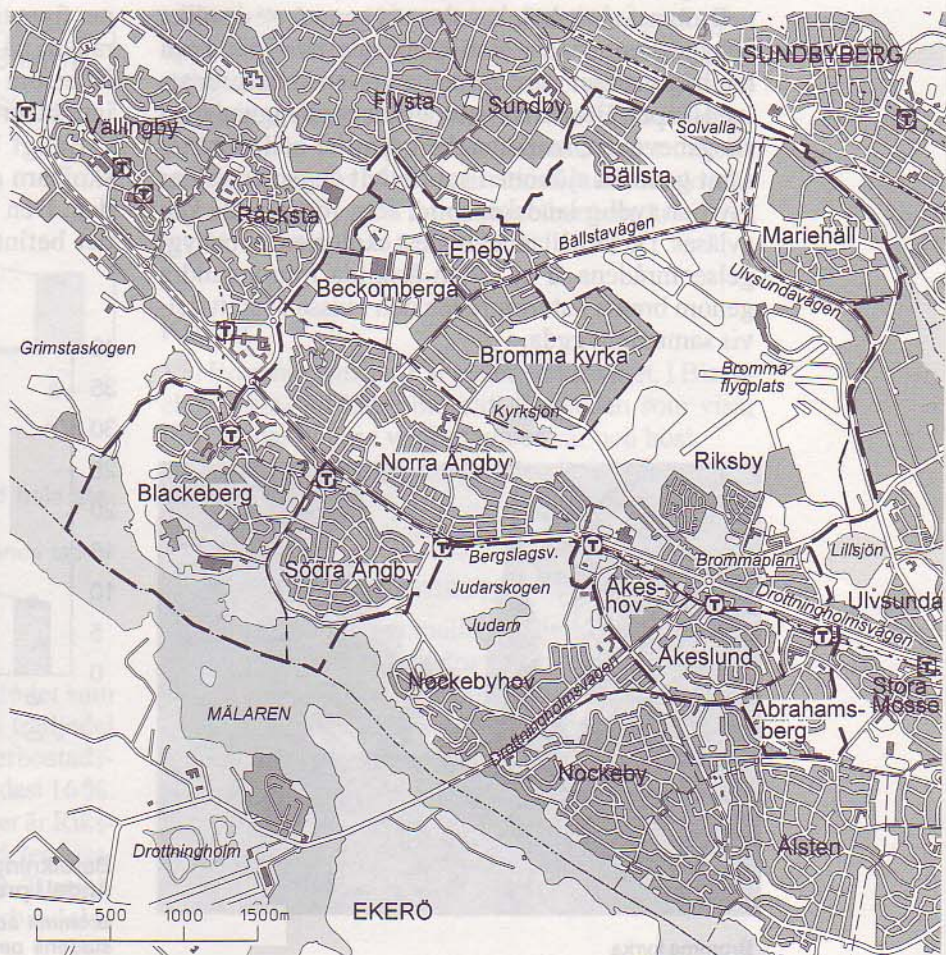 SUNDBYBERG
Flysta
Sundby
Solvalla
Vällingby
Bällsta
Råcksta
Mariehäll
Bällstavägen
Eneby
Beckomberga
Ulvsundavägen
Grimstaskogen
Bromma kyrka
Bromma
flygplats
Kyrksjön
Norra Ängby
Riksby
Blackeberg
Södra Ängby
Bergslagsv.
Brommaplan
Lillsjön
Judarskogen
Åkes-
hov
Drottningholmsvägen
Ulvsunda
Judarn
Åkeslund
Nockebyhov
Stora
Mossen
MÄLAREN
Abrahams-
berg
Drottningholmsvägen
Nockeby
Ålsten
Drottningholm
0 500 1000 1500m
EKERÖ
T
T
T
T
T
T
T
T
T
T
T
T